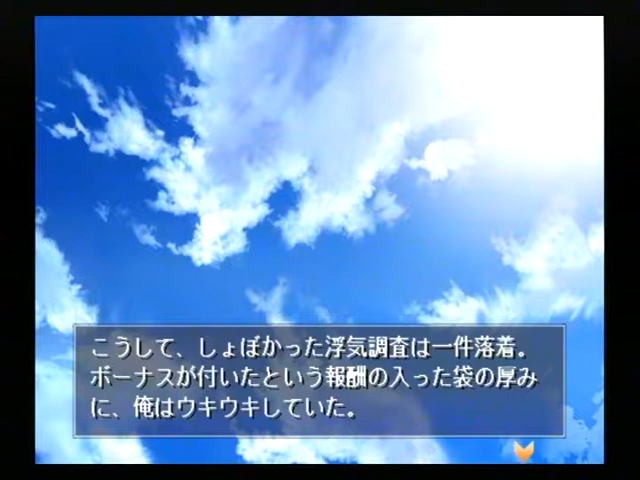 こうして、しょぼかった浮気調査は一件落着。
ボーナスが付いたという報酬の入った袋の厚み
に、俺はウキウキしていた。